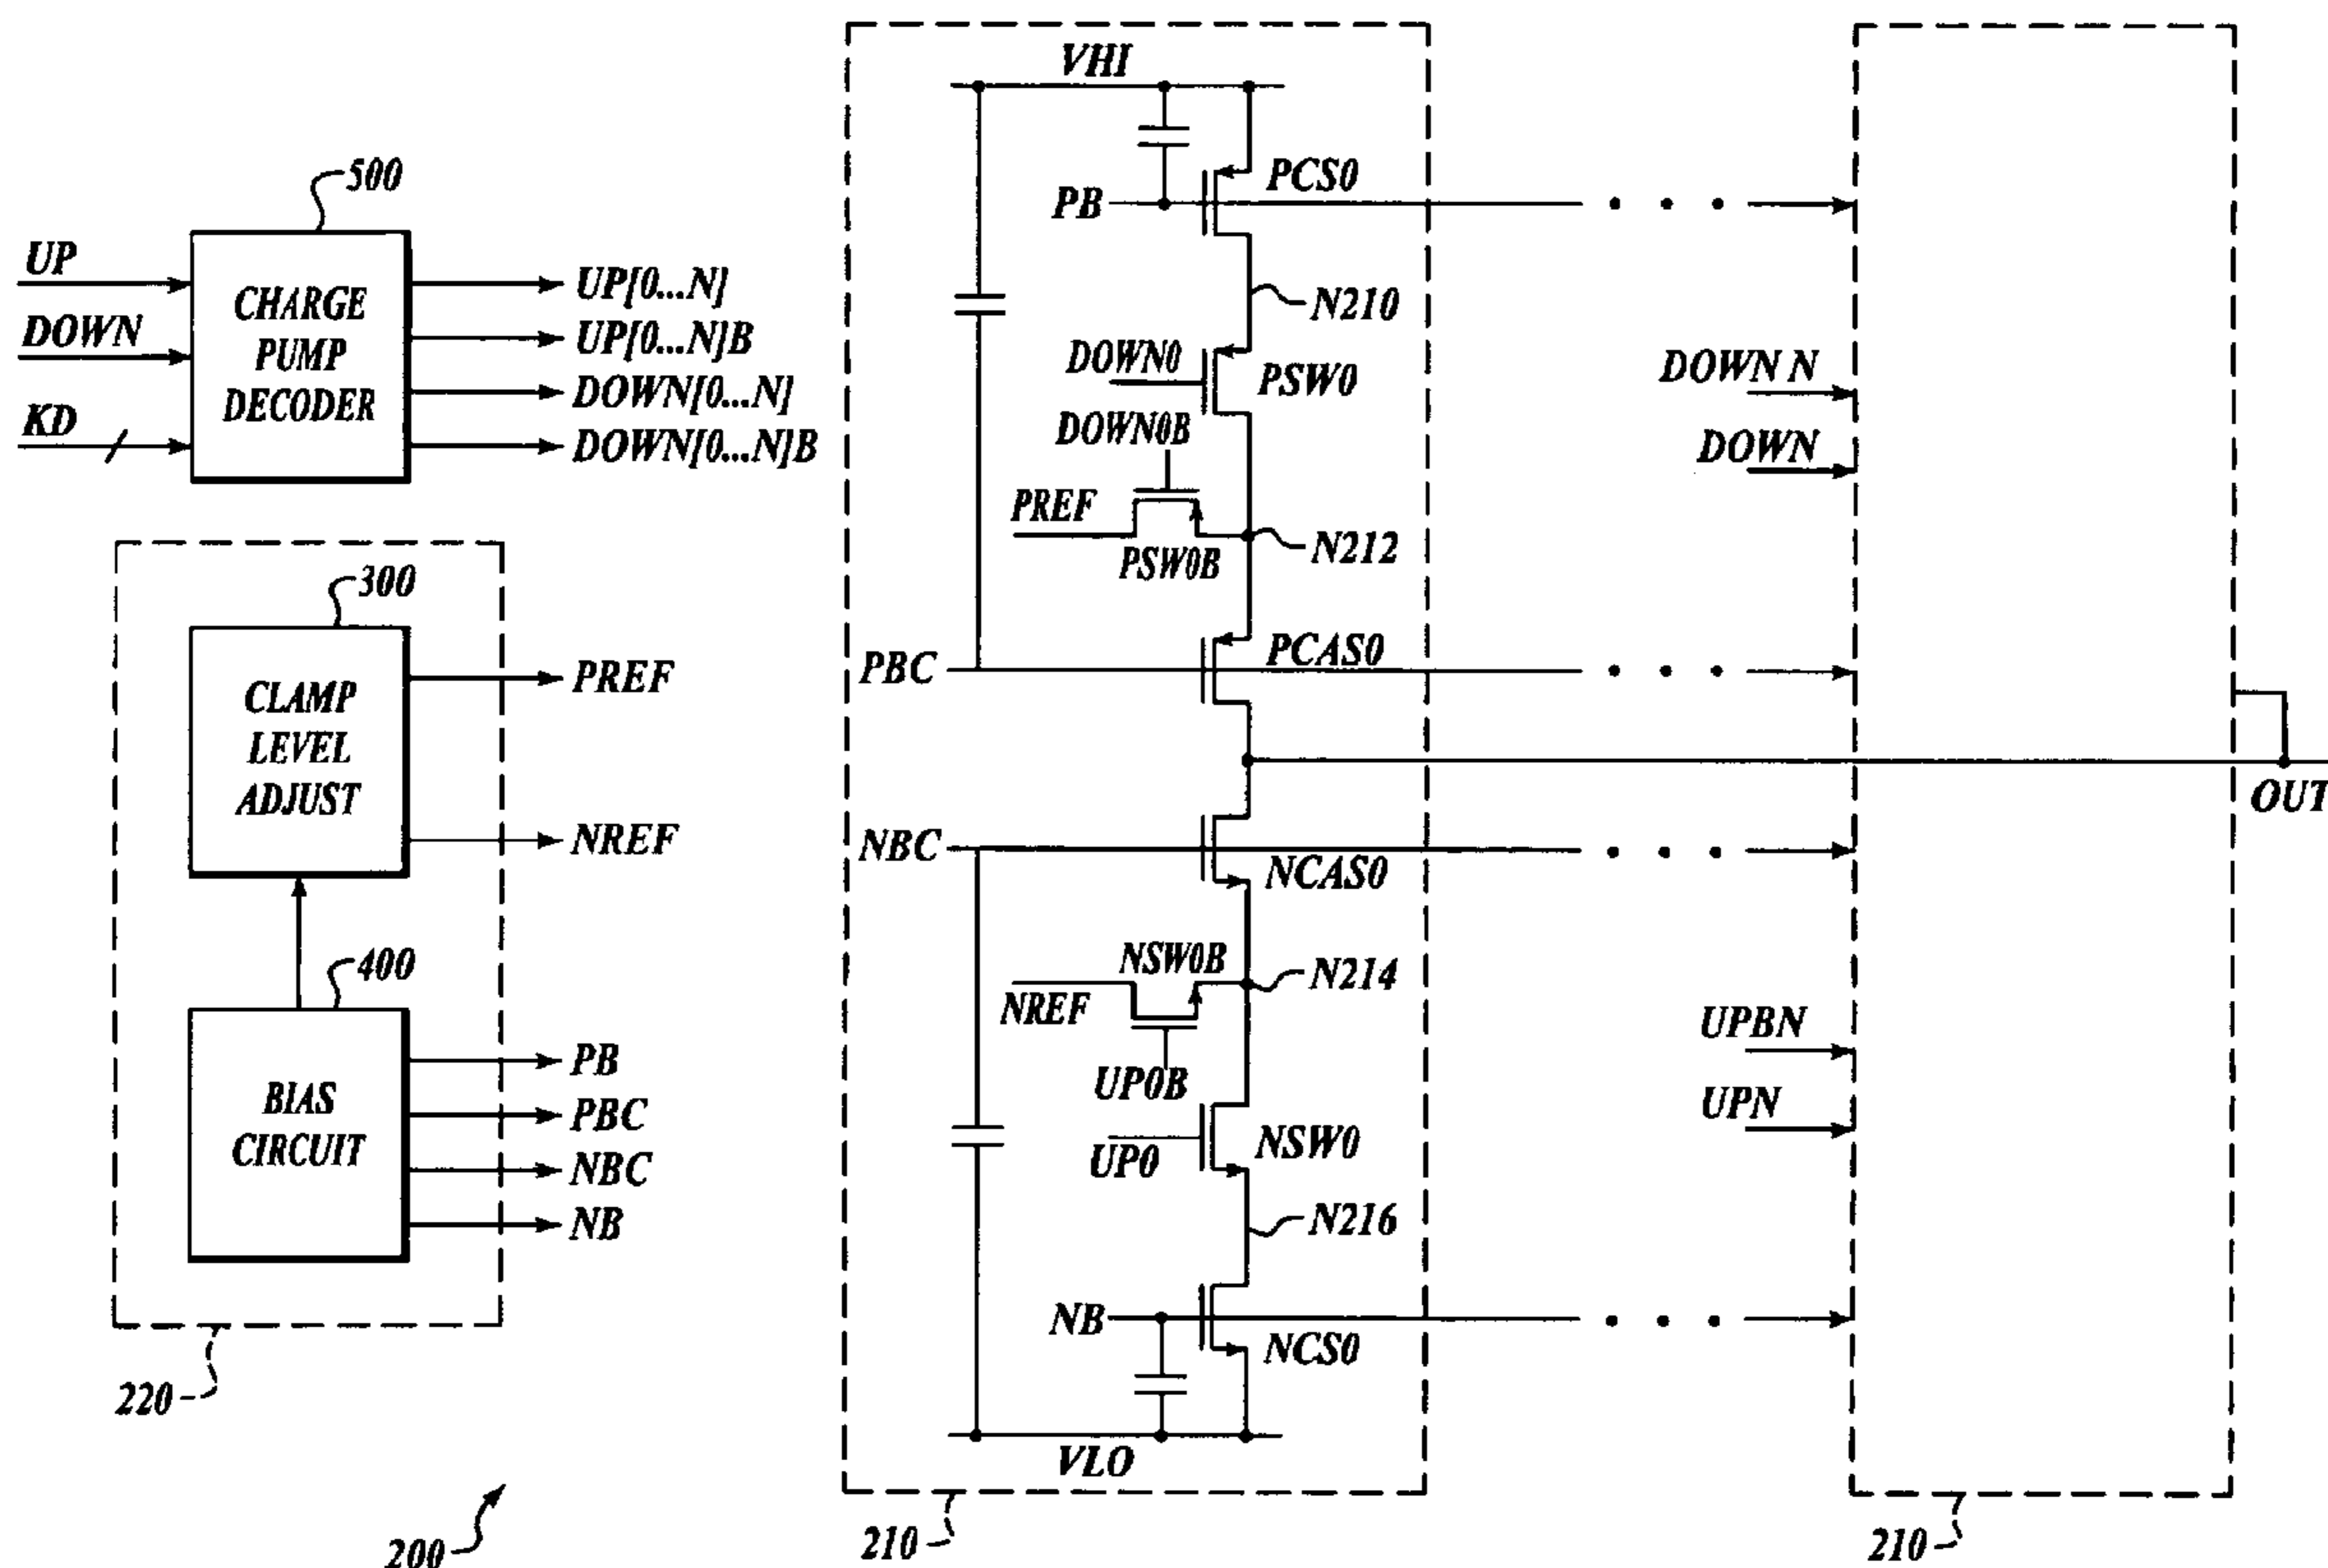 500
UP
DOWN
KD
CHARGE
PUMP
DECODER
UP[0...N]
UP[0...N]B
DOWN[0...N]
DOWN[0...N]B
300
CLAMP
LEVEL
ADJUST
PREF
NREF
400
BIAS
CIRCUIT
PB
PBC
NBC
NB
220
200
VHI
PB
PCS0
N210
DOWN0
PSW0
DOWN0B
PREF
PSW0B
N212
PBC
PCAS0
NBC
NCAS0
NSW0B
NREF
N214
UP0B
UP0
NSW0
N216
NB
NCS0
VLO
210
DOWN N
DOWN
UPBN
UPN
OUT
210